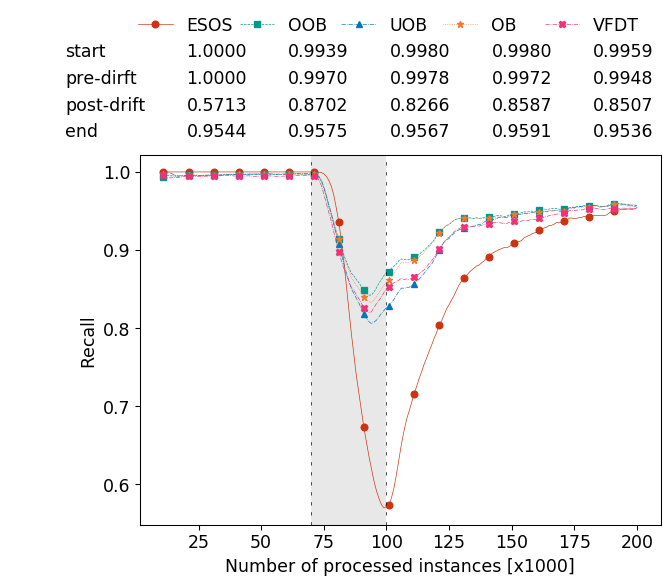 ESOS OOB UOB OB VFDT
start 1.0000 0.9939 0.9980 0.9980 0.9959
pre-dirft 1.0000 0.9970 0.9978 0.9972 0.9948
post-drift 0.5713 0.8702 0.8266 0.8587 0.8507
end 0.9544 0.9575 0.9567 0.9591 0.9536
1.0
0.9
0.8
0.7
0.6
Recall
25 50 75 100 125 150 175 200
Number of processed instances [x1000]